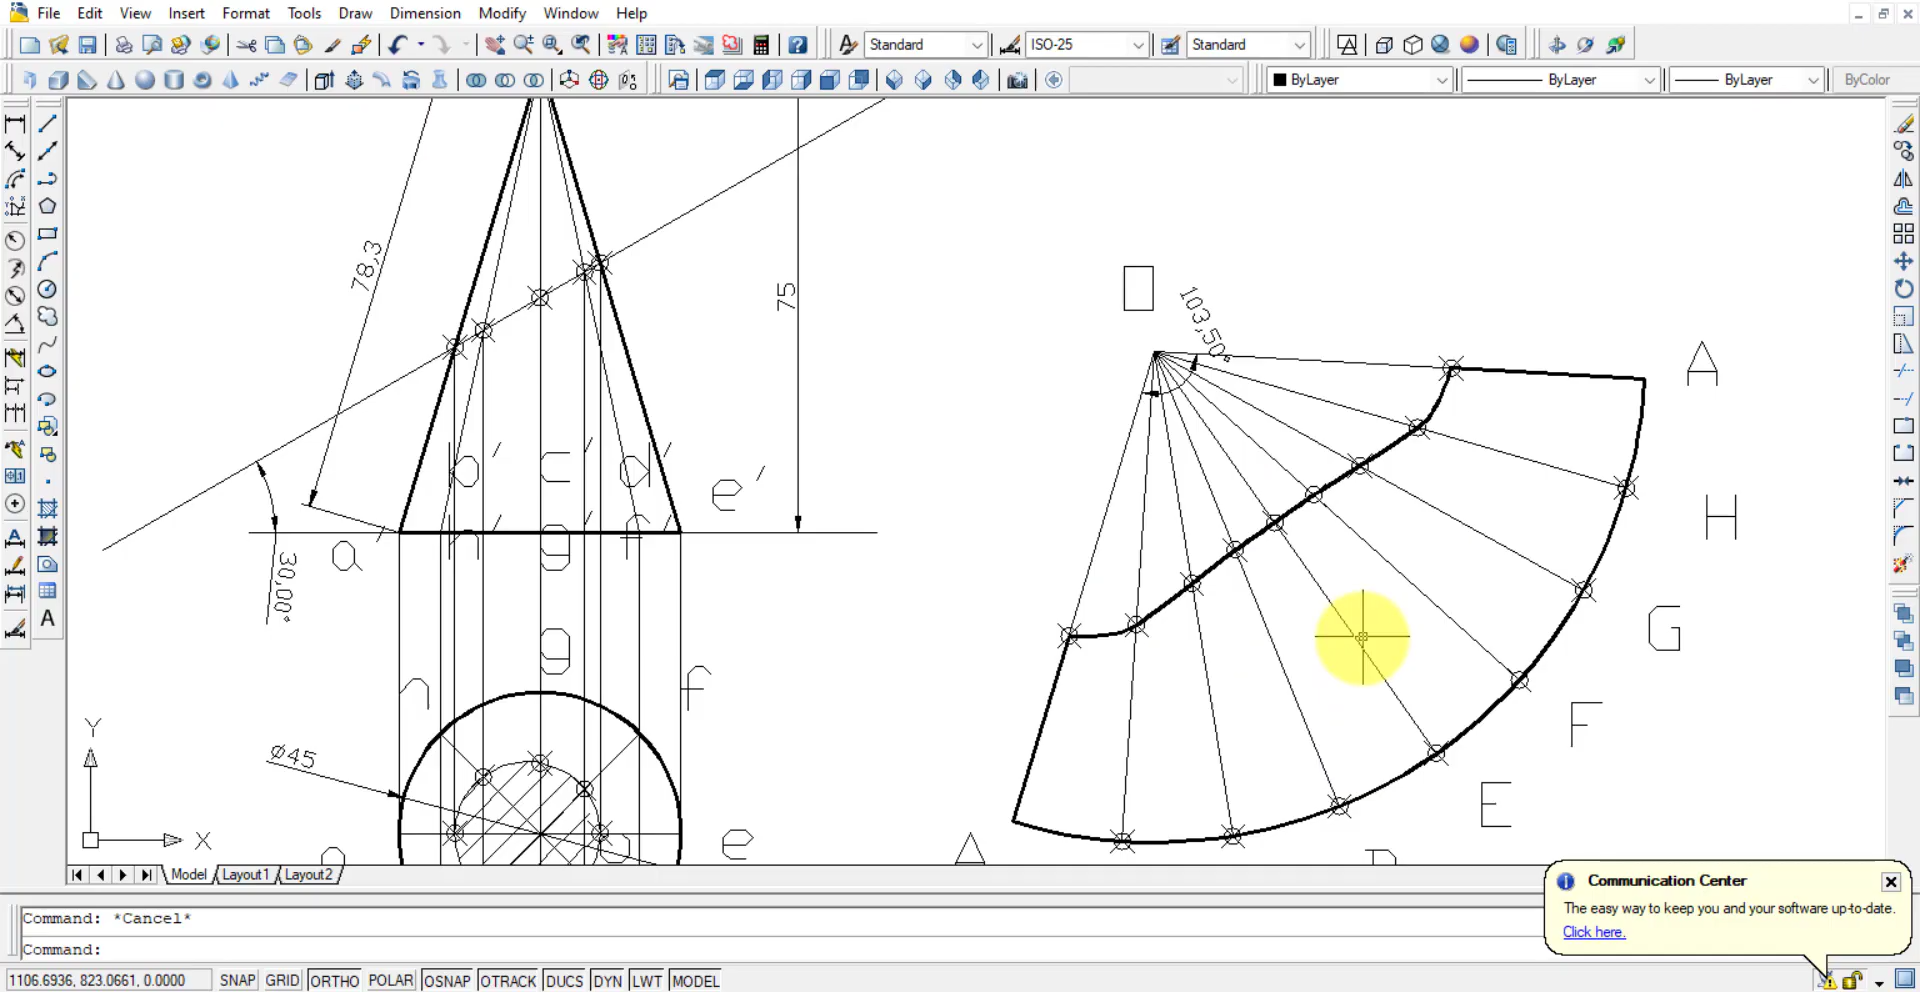 File Edit View Insert Format Tools Draw Dimension Modify Window Help
Standard ISO-25 Standard
ByLayer ByLayer ByLayer ByColor
78,3
75
30,00°
Ø45
103,50°
O
A
H
G
F
E
D
A
b' c' d' e'
a' h' g' f'
h g f
a b e
Y
X
Model Layout1 Layout2
Command: *Cancel*
Command:
Communication Center
The easy way to keep you and your software up-to-date.
Click here.
1106.6936, 823.0661, 0.0000 SNAP GRID ORTHO POLAR OSNAP OTRACK DUCS DYN LWT MODEL